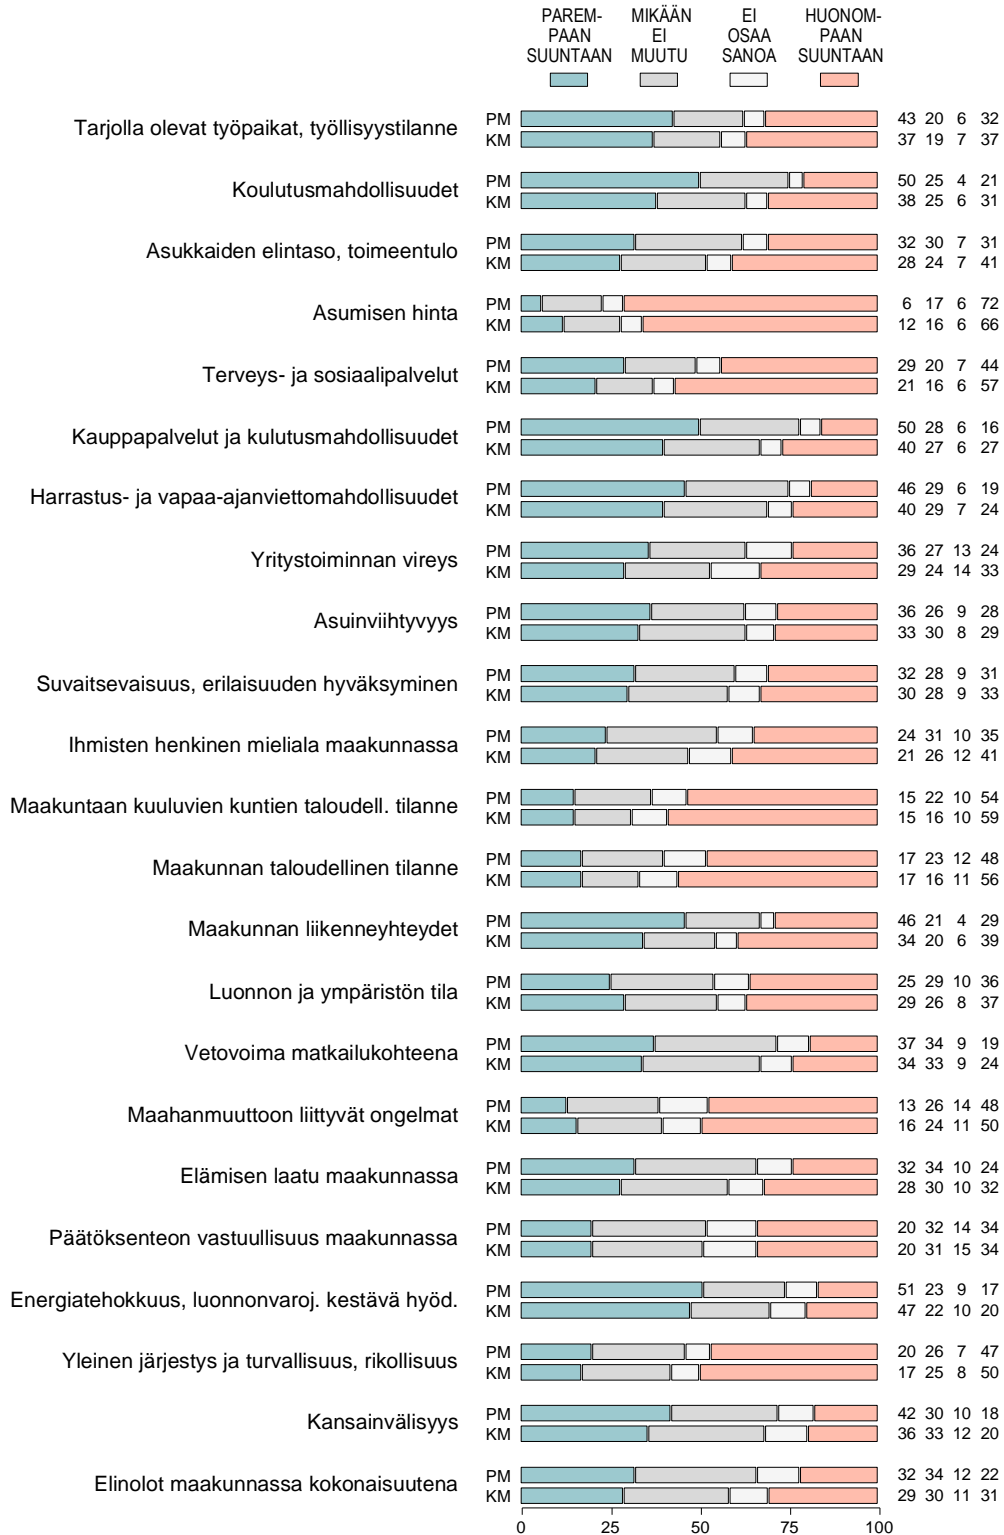 PAREM- MIKÄÄN EI HUONOM-
PAAN EI OSAA PAAN
SUUNTAAN MUUTU SANOA SUUNTAAN
Tarjolla olevat työpaikat, työllisyystilanne
PM 43 20 6 32
KM 37 19 7 37
Koulutusmahdollisuudet
PM 50 25 4 21
KM 38 25 6 31
Asukkaiden elintaso, toimeentulo
PM 32 30 7 31
KM 28 24 7 41
Asumisen hinta
PM 6 17 6 72
KM 12 16 6 66
Terveys- ja sosiaalipalvelut
PM 29 20 7 44
KM 21 16 6 57
Kauppapalvelut ja kulutusmahdollisuudet
PM 50 28 6 16
KM 40 27 6 27
Harrastus- ja vapaa-ajanviettomahdollisuudet
PM 46 29 6 19
KM 40 29 7 24
Yritystoiminnan vireys
PM 36 27 13 24
KM 29 24 14 33
Asuinviihtyvyys
PM 36 26 9 28
KM 33 30 8 29
Suvaitsevaisuus, erilaisuuden hyväksyminen
PM 32 28 9 31
KM 30 28 9 33
Ihmisten henkinen mieliala maakunnassa
PM 24 31 10 35
KM 21 26 12 41
Maakuntaan kuuluvien kuntien taloudell. tilanne
PM 15 22 10 54
KM 15 16 10 59
Maakunnan taloudellinen tilanne
PM 17 23 12 48
KM 17 16 11 56
Maakunnan liikenneyhteydet
PM 46 21 4 29
KM 34 20 6 39
Luonnon ja ympäristön tila
PM 25 29 10 36
KM 29 26 8 37
Vetovoima matkailukohteena
PM 37 34 9 19
KM 34 33 9 24
Maahanmuuttoon liittyvät ongelmat
PM 13 26 14 48
KM 16 24 11 50
Elämisen laatu maakunnassa
PM 32 34 10 24
KM 28 30 10 32
Päätöksenteon vastuullisuus maakunnassa
PM 20 32 14 34
KM 20 31 15 34
Energiatehokkuus, luonnonvaroj. kestävä hyöd.
PM 51 23 9 17
KM 47 22 10 20
Yleinen järjestys ja turvallisuus, rikollisuus
PM 20 26 7 47
KM 17 25 8 50
Kansainvälisyys
PM 42 30 10 18
KM 36 33 12 20
Elinolot maakunnassa kokonaisuutena
PM 32 34 12 22
KM 29 30 11 31
0 25 50 75 100